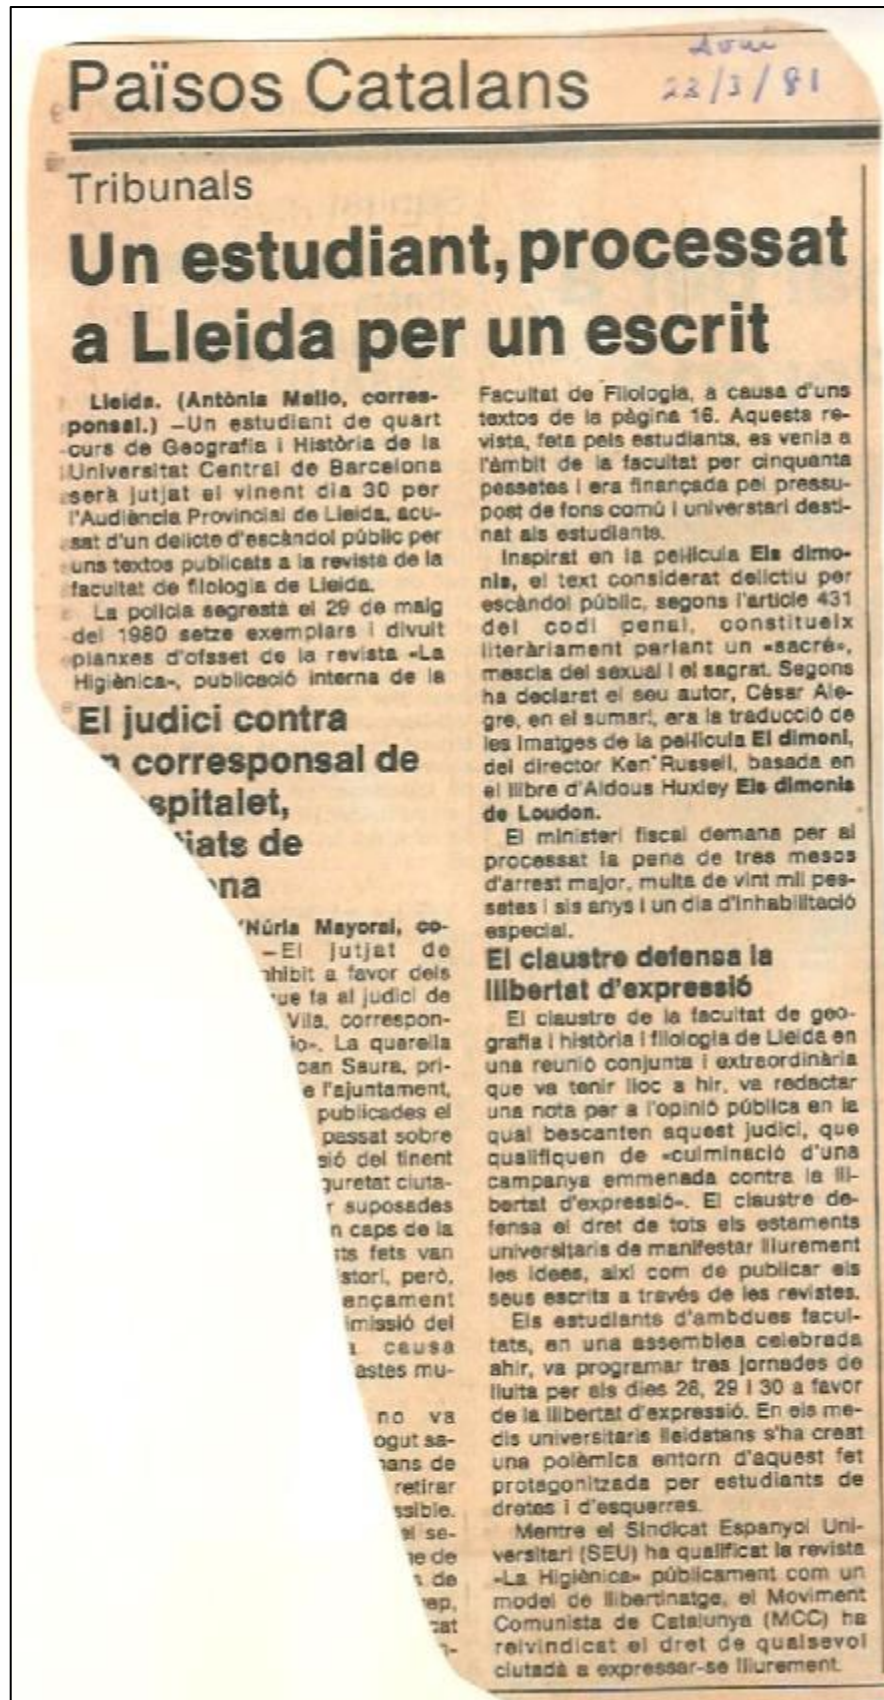 Avui
23/3/81
Països Catalans
Tribunals
Un estudiant, processat
a Lleida per un escrit
Lleida. (Antònia Mello, corres-
ponsal.) —Un estudiant de quart
curs de Geografia i Història de la
Universitat Central de Barcelona
serà jutjat el vinent dia 30 per
l'Audiència Provincial de Lleida, acu-
sat d'un delicte d'escàndol públic per
uns textos publicats a la revista de la
facultat de filologia de Lleida.
La policia segrestà el 29 de maig
del 1980 setze exemplars i divuit
planxes d'ofsset de la revista «La
Higiènica», publicació interna de la
Facultat de Filologia, a causa d'uns
textos de la pàgina 16. Aquesta re-
vista, feta pels estudiants, es venia a
l'àmbit de la facultat per cinquanta
pessetes i era finançada pel pressu-
post de fons comú i universtari desti-
nat als estudiants.
Inspirat en la pel·lícula Els dimo-
nis, el text considerat delictiu per
escàndol públic, segons l'article 431
del codi penal, constitueix
literàriament parlant un «sacré»,
mescla del sexual i el sagrat. Segons
ha declarat el seu autor, Cèsar Ale-
gre, en el sumari, era la traducció de
les imatges de la pel·lícula El dimoni,
del director Ken Russell, basada en
el llibre d'Aldous Huxley Els dimonis
de Loudon.
El ministeri fiscal demana per al
processat la pena de tres mesos
d'arrest major, multa de vint mil pes-
setes i sis anys i un dia d'inhabilitació
especial.
El claustre defensa la
llibertat d'expressió
El claustre de la facultat de geo-
grafia i història i filologia de Lleida en
una reunió conjunta i extraordinària
que va tenir lloc a hir, va redactar
una nota per a l'opinió pública en la
qual bescanten aquest judici, que
qualifiquen de «culminació d'una
campanya emmenada contra la lli-
bertat d'expressió». El claustre de-
fensa el dret de tots els estaments
universitaris de manifestar lliurement
les idees, així com de publicar els
seus escrits a través de les revistes.
Els estudiants d'ambdues facul-
tats, en una assemblea celebrada
ahir, va programar tres jornades de
lluita per als dies 28, 29 i 30 a favor
de la llibertat d'expressió. En els me-
dis universitaris lleidatans s'ha creat
una polèmica entorn d'aquest fet
protagonitzada per estudiants de
dretes i d'esquerres.
Mentre el Sindicat Espanyol Uni-
versitari (SEU) ha qualificat la revista
«La Higiènica» públicament com un
model de llibertinatge, el Moviment
Comunista de Catalunya (MCC) ha
reivindicat el dret de qualsevol
ciutadà a expressar-se lliurement.
El judici contra
n corresponsal de
spitalet,
iats de
ona
(Núria Mayoral, co-
—El jutjat de
nhibit a favor dels
ue fa al judici de
Vila, correspon-
io». La querella
oan Saura, pri-
e l'ajuntament,
publicades el
passat sobre
sió del tinent
guretat ciuta-
r suposades
n caps de la
ts fets van
stori, però,
ençament
imissió del
a causa
astes mu-
no va
ogut sa-
mans de
retirar
ssible.
el se-
ne de
s de
ep,
cat
n-